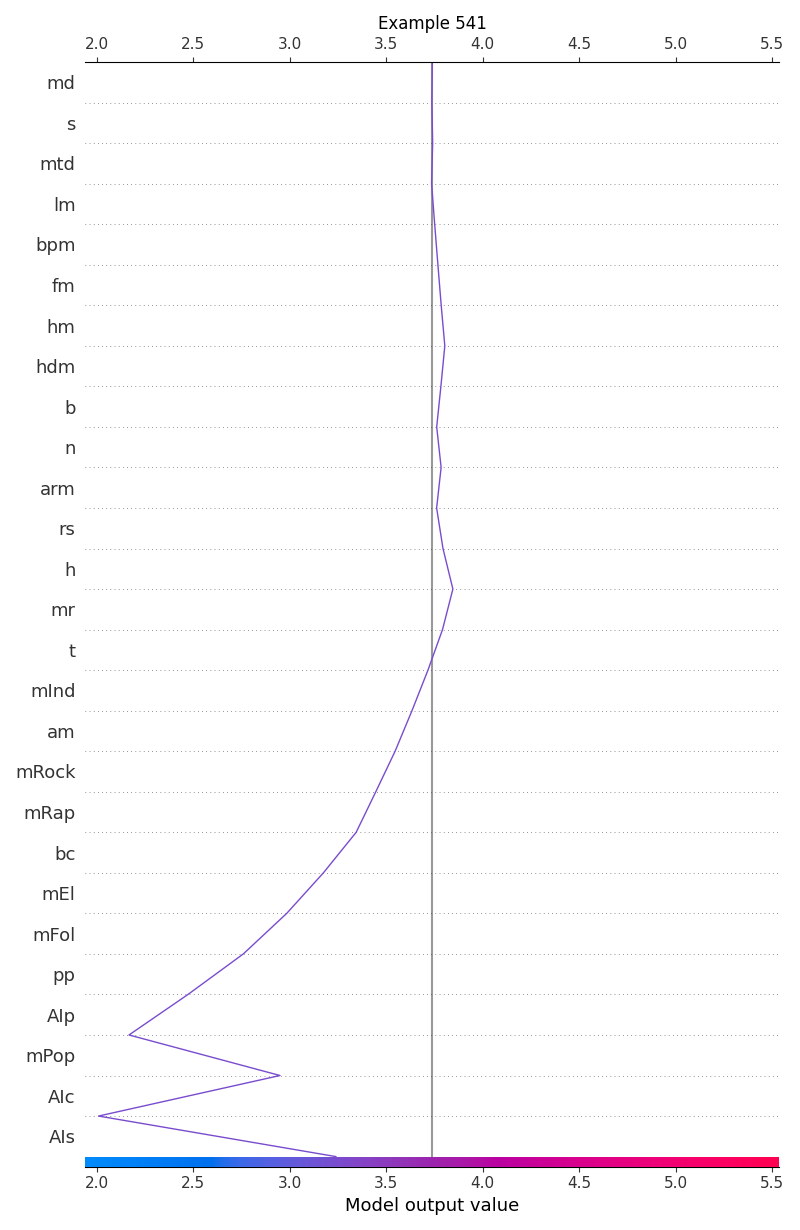 Example 541
2.0 2.5 3.0 3.5 4.0 4.5 5.0 5.5
md
s
mtd
lm
bpm
fm
hm
hdm
b
n
arm
rs
h
mr
t
mInd
am
mRock
mRap
bc
mEl
mFol
pp
AIp
mPop
AIc
AIs
2.0 2.5 3.0 3.5 4.0 4.5 5.0 5.5
Model output value